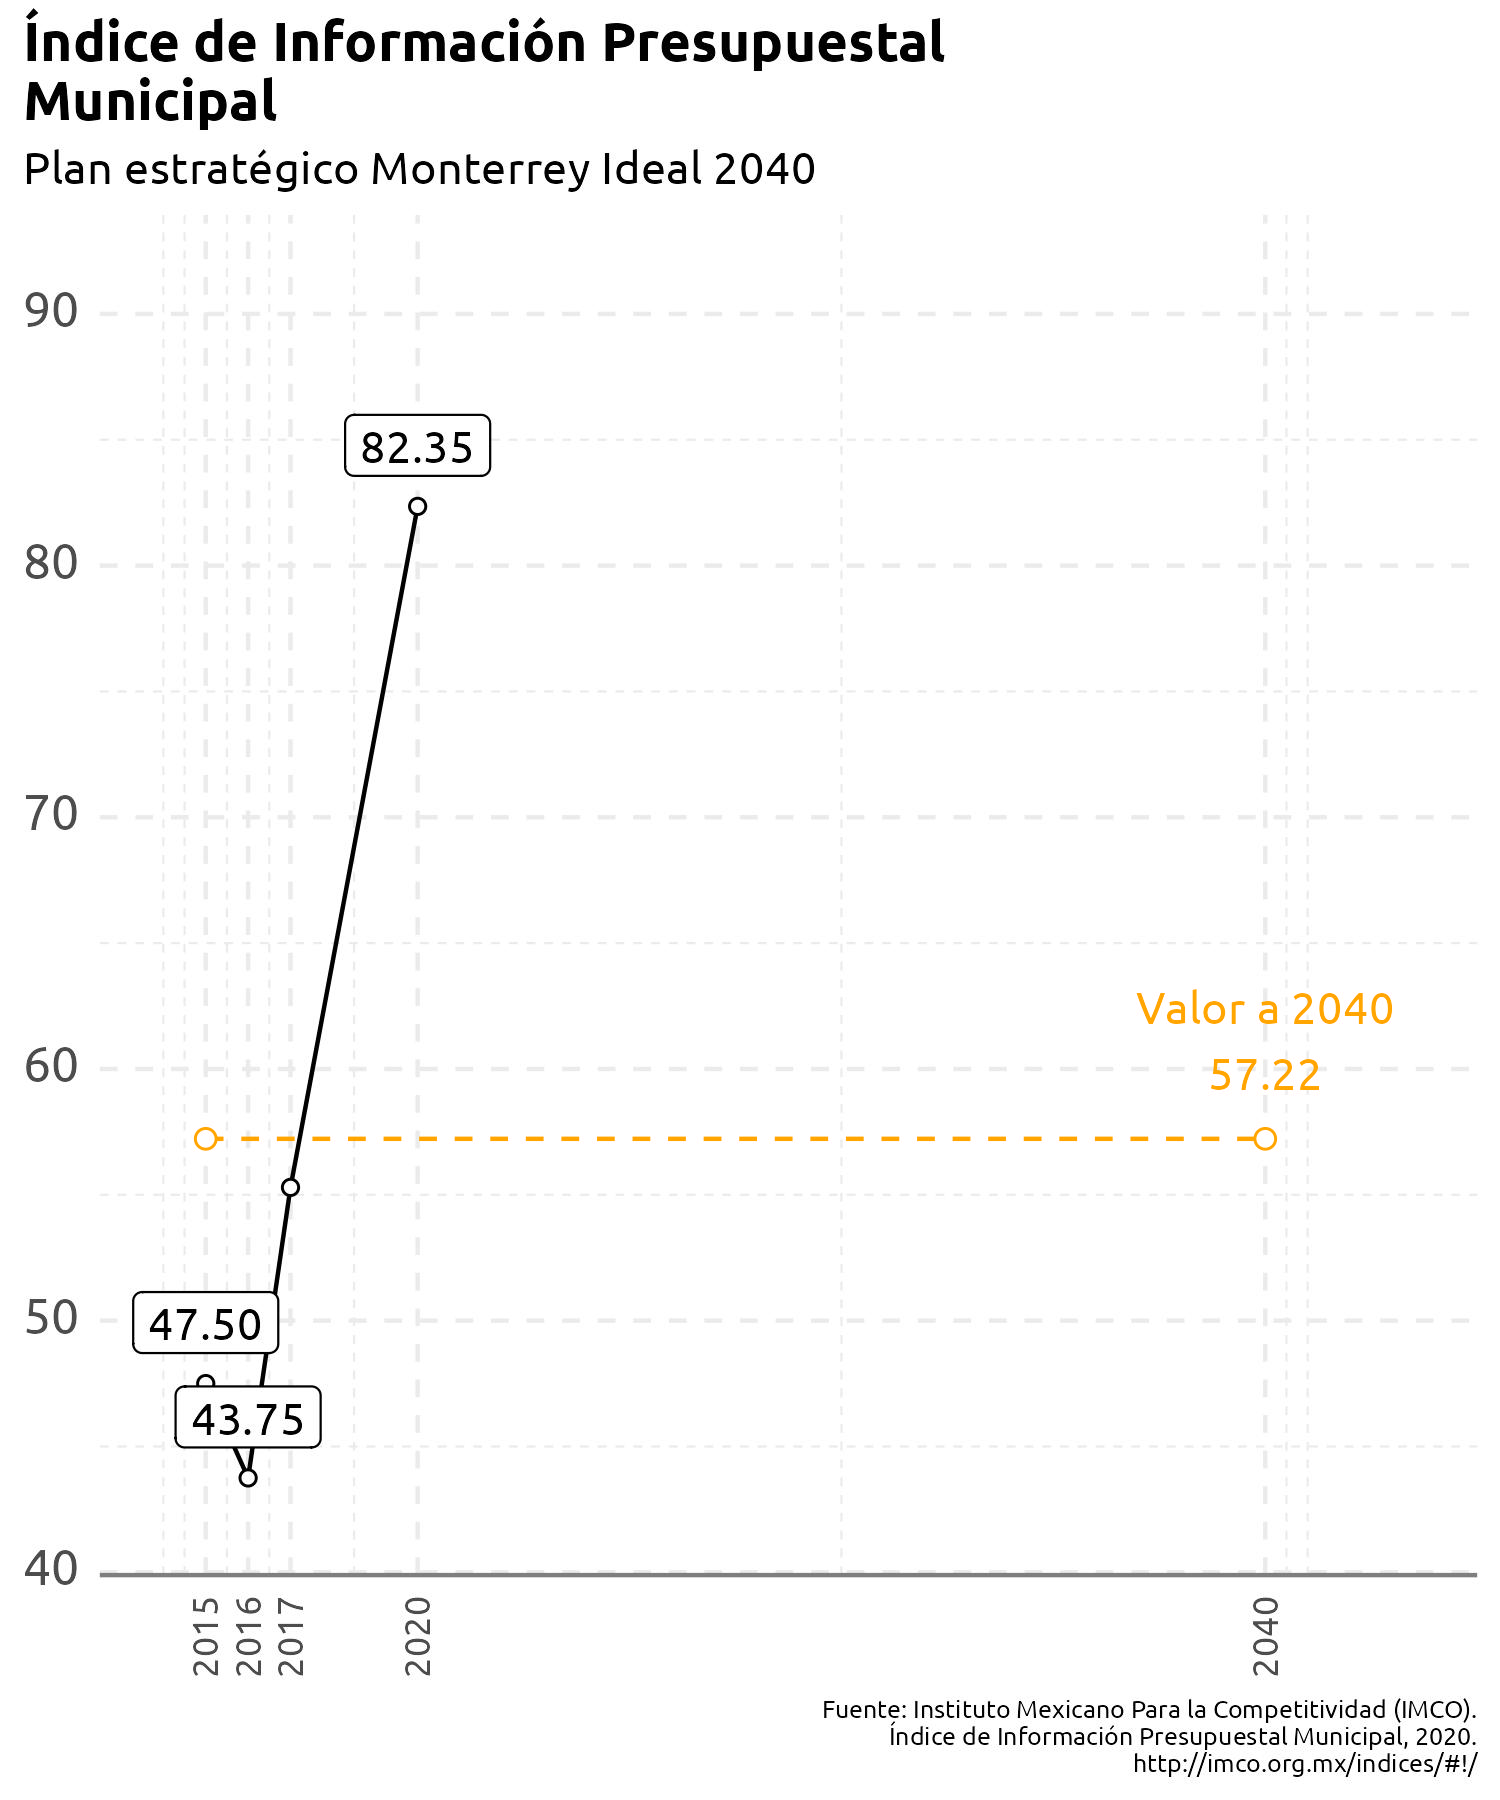 Índice de Información Presupuestal
Municipal
Plan estratégico Monterrey Ideal 2040
90
82.35
80
70
Valor a 2040
60
57.22
50
47.50
43.75
40
2015
2016
2017
2020
2040
Fuente: Instituto Mexicano Para la Competitividad (IMCO).
Índice de Información Presupuestal Municipal, 2020.
http://imco.org.mx/indices/#!/